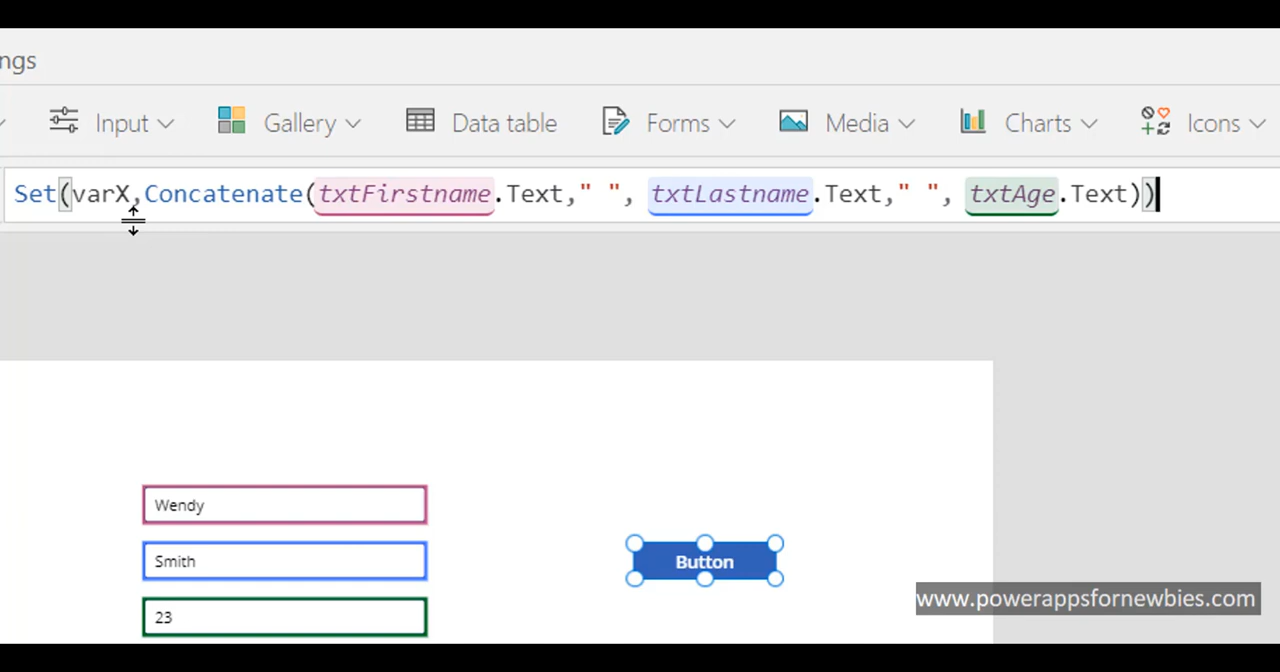 ngs
Input Gallery Data table Forms Media Charts Icons
Set(varX,Concatenate(txtFirstname.Text," ", txtLastname.Text," ", txtAge.Text))
Wendy
Smith
Button
23
www.powerappsfornewbies.com